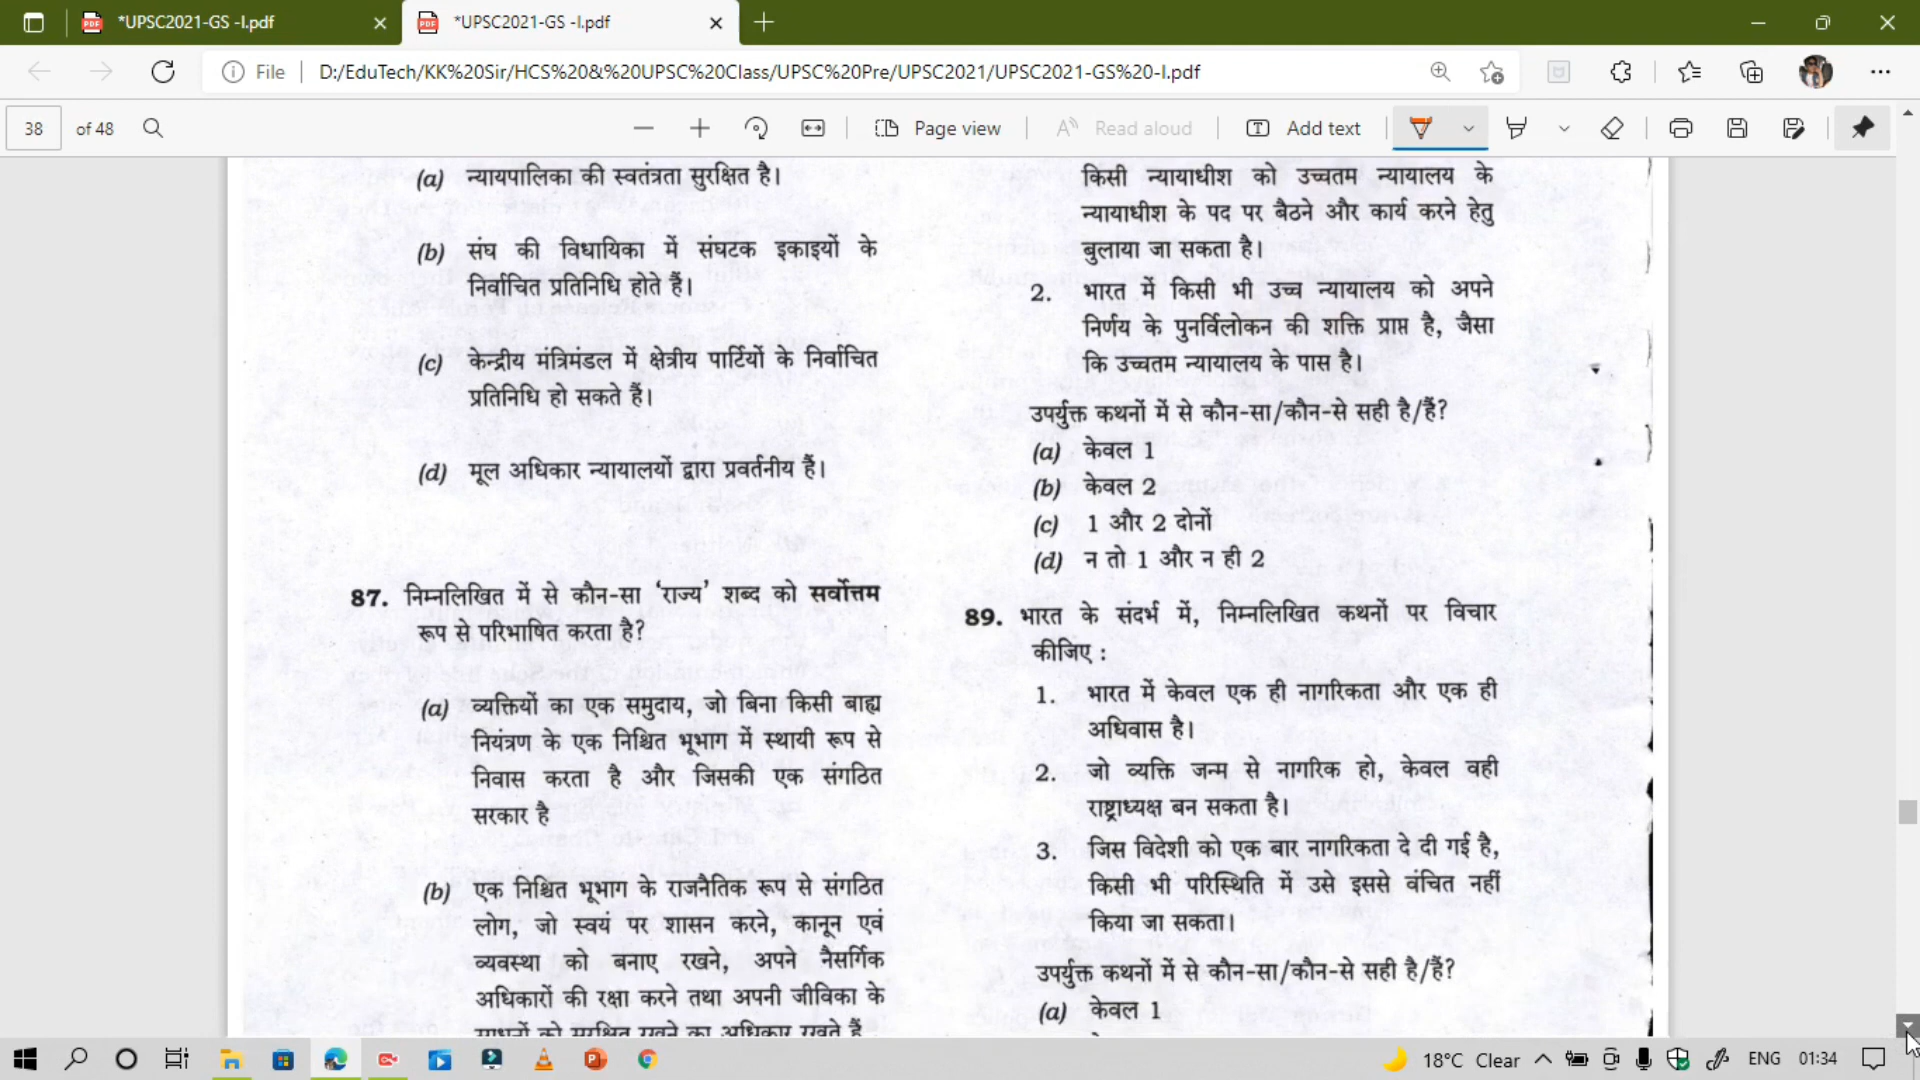 *UPSC2021-GS -I.pdf
*UPSC2021-GS -I.pdf
File
D:/EduTech/KK%20Sir/HCS%20&%20UPSC%20Class/UPSC%20Pre/UPSC2021/UPSC2021-GS%20-I.pdf
38 of 48
Page view
Read aloud
Add text
(a) न्यायपालिका की स्वतंत्रता सुरक्षित है।
(b) संघ की विधायिका में संघटक इकाइयों के
निर्वाचित प्रतिनिधि होते हैं।
(c) केन्द्रीय मंत्रिमंडल में क्षेत्रीय पार्टियों के निर्वाचित
प्रतिनिधि हो सकते हैं।
(d) मूल अधिकार न्यायालयों द्वारा प्रवर्तनीय हैं।
87. निम्नलिखित में से कौन-सा ‘राज्य’ शब्द को सर्वोत्तम
रूप से परिभाषित करता है?
(a) व्यक्तियों का एक समुदाय, जो बिना किसी बाह्य
नियंत्रण के एक निश्चित भूभाग में स्थायी रूप से
निवास करता है और जिसकी एक संगठित
सरकार है
(b) एक निश्चित भूभाग के राजनैतिक रूप से संगठित
लोग, जो स्वयं पर शासन करने, कानून एवं
व्यवस्था को बनाए रखने, अपने नैसर्गिक
अधिकारों की रक्षा करने तथा अपनी जीविका के
साधनों को सुरक्षित रखने का अधिकार रखते हैं
किसी न्यायाधीश को उच्चतम न्यायालय के
न्यायाधीश के पद पर बैठने और कार्य करने हेतु
बुलाया जा सकता है।
2. भारत में किसी भी उच्च न्यायालय को अपने
निर्णय के पुनर्विलोकन की शक्ति प्राप्त है, जैसा
कि उच्चतम न्यायालय के पास है।
उपर्युक्त कथनों में से कौन-सा/कौन-से सही है/हैं?
(a) केवल 1
(b) केवल 2
(c) 1 और 2 दोनों
(d) न तो 1 और न ही 2
89. भारत के संदर्भ में, निम्नलिखित कथनों पर विचार
कीजिए :
1. भारत में केवल एक ही नागरिकता और एक ही
अधिवास है।
2. जो व्यक्ति जन्म से नागरिक हो, केवल वही
राष्ट्राध्यक्ष बन सकता है।
3. जिस विदेशी को एक बार नागरिकता दे दी गई है,
किसी भी परिस्थिति में उसे इससे वंचित नहीं
किया जा सकता।
उपर्युक्त कथनों में से कौन-सा/कौन-से सही है/हैं?
(a) केवल 1
18°C Clear
ENG
01:34